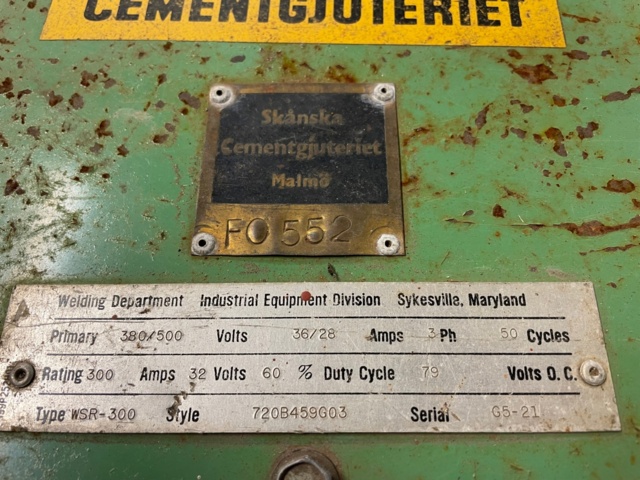 CEMENTGJUTERIET
Skånska
Cementgjuteriet
Malmö
FO 552
Welding Department Industrial Equipment Division Sykesville, Maryland
Primary 380/500 Volts 36/28 Amps 3 Ph 50 Cycles
Rating 300 Amps 32 Volts 60 % Duty Cycle 79 Volts O.C.
Type WSR-300 Style 720B459G03 Serial G5-21